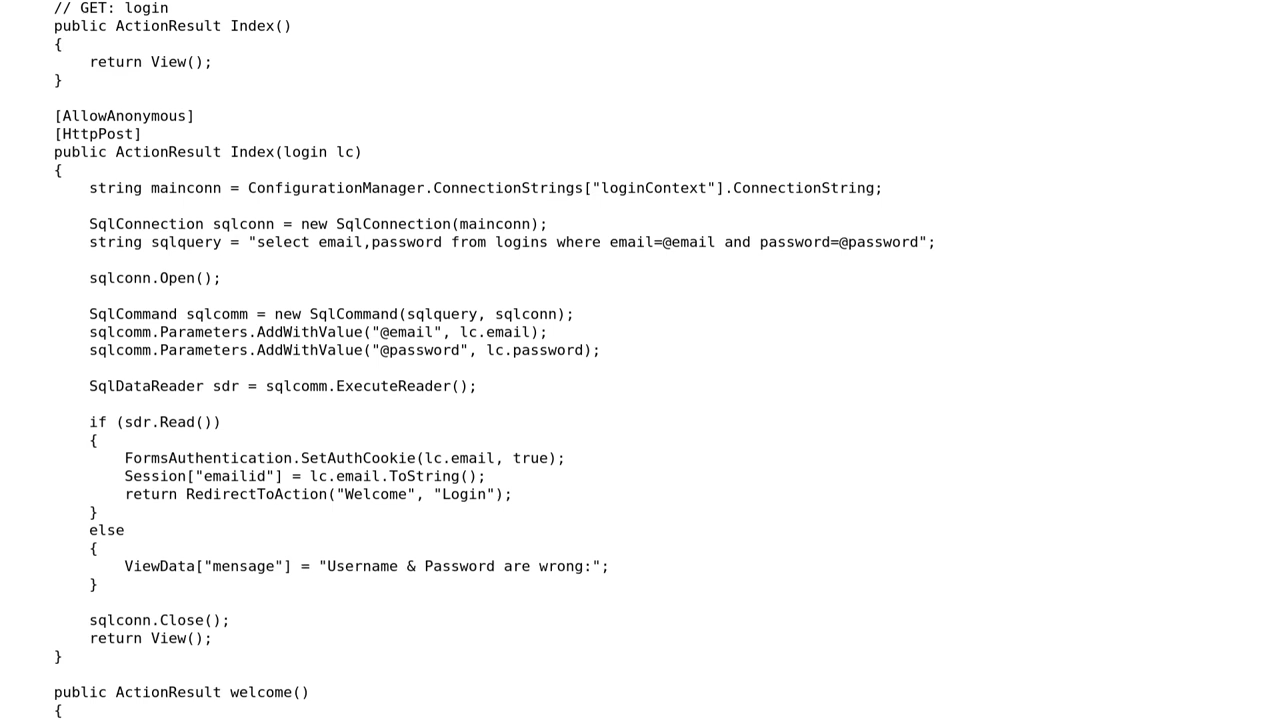 // GET: login
public ActionResult Index()
{
    return View();
}

[AllowAnonymous]
[HttpPost]
public ActionResult Index(login lc)
{
    string mainconn = ConfigurationManager.ConnectionStrings["loginContext"].ConnectionString;

    SqlConnection sqlconn = new SqlConnection(mainconn);
    string sqlquery = "select email,password from logins where email=@email and password=@password";

    sqlconn.Open();

    SqlCommand sqlcomm = new SqlCommand(sqlquery, sqlconn);
    sqlcomm.Parameters.AddWithValue("@email", lc.email);
    sqlcomm.Parameters.AddWithValue("@password", lc.password);

    SqlDataReader sdr = sqlcomm.ExecuteReader();

    if (sdr.Read())
    {
        FormsAuthentication.SetAuthCookie(lc.email, true);
        Session["emailid"] = lc.email.ToString();
        return RedirectToAction("Welcome", "Login");
    }
    else
    {
        ViewData["mensage"] = "Username & Password are wrong:";
    }

    sqlconn.Close();
    return View();
}

public ActionResult welcome()
{